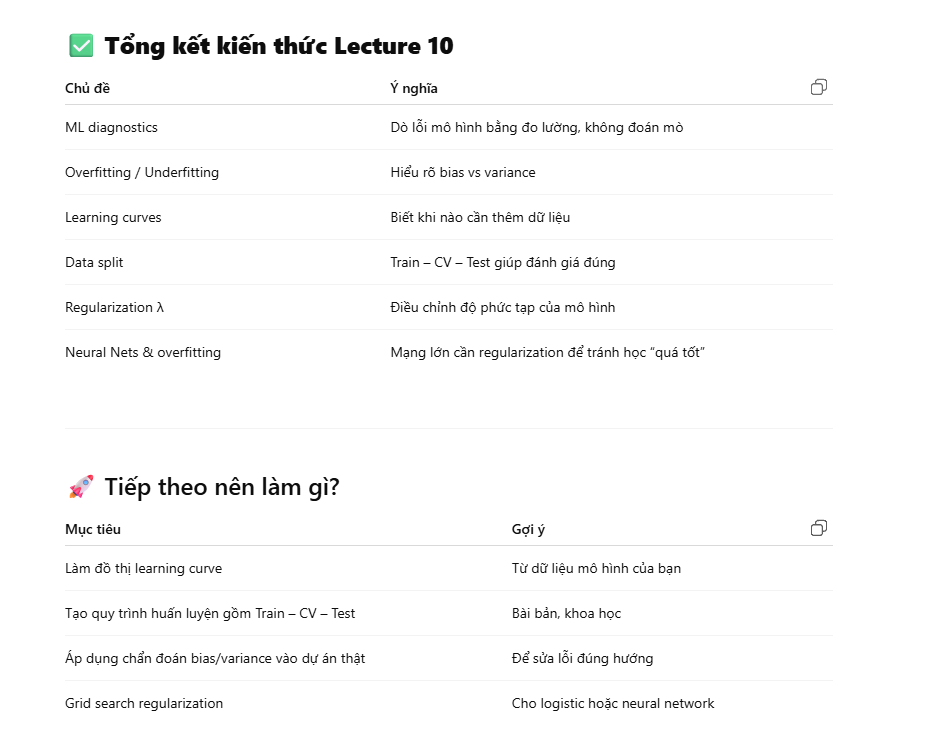 ✅ Tổng kết kiến thức Lecture 10
Chủ đề Ý nghĩa
ML diagnostics Dò lỗi mô hình bằng đo lường, không đoán mò
Overfitting / Underfitting Hiểu rõ bias vs variance
Learning curves Biết khi nào cần thêm dữ liệu
Data split Train – CV – Test giúp đánh giá đúng
Regularization λ Điều chỉnh độ phức tạp của mô hình
Neural Nets & overfitting Mạng lớn cần regularization để tránh học “quá tốt”
🚀 Tiếp theo nên làm gì?
Mục tiêu Gợi ý
Làm đồ thị learning curve Từ dữ liệu mô hình của bạn
Tạo quy trình huấn luyện gồm Train – CV – Test Bài bản, khoa học
Áp dụng chẩn đoán bias/variance vào dự án thật Để sửa lỗi đúng hướng
Grid search regularization Cho logistic hoặc neural network